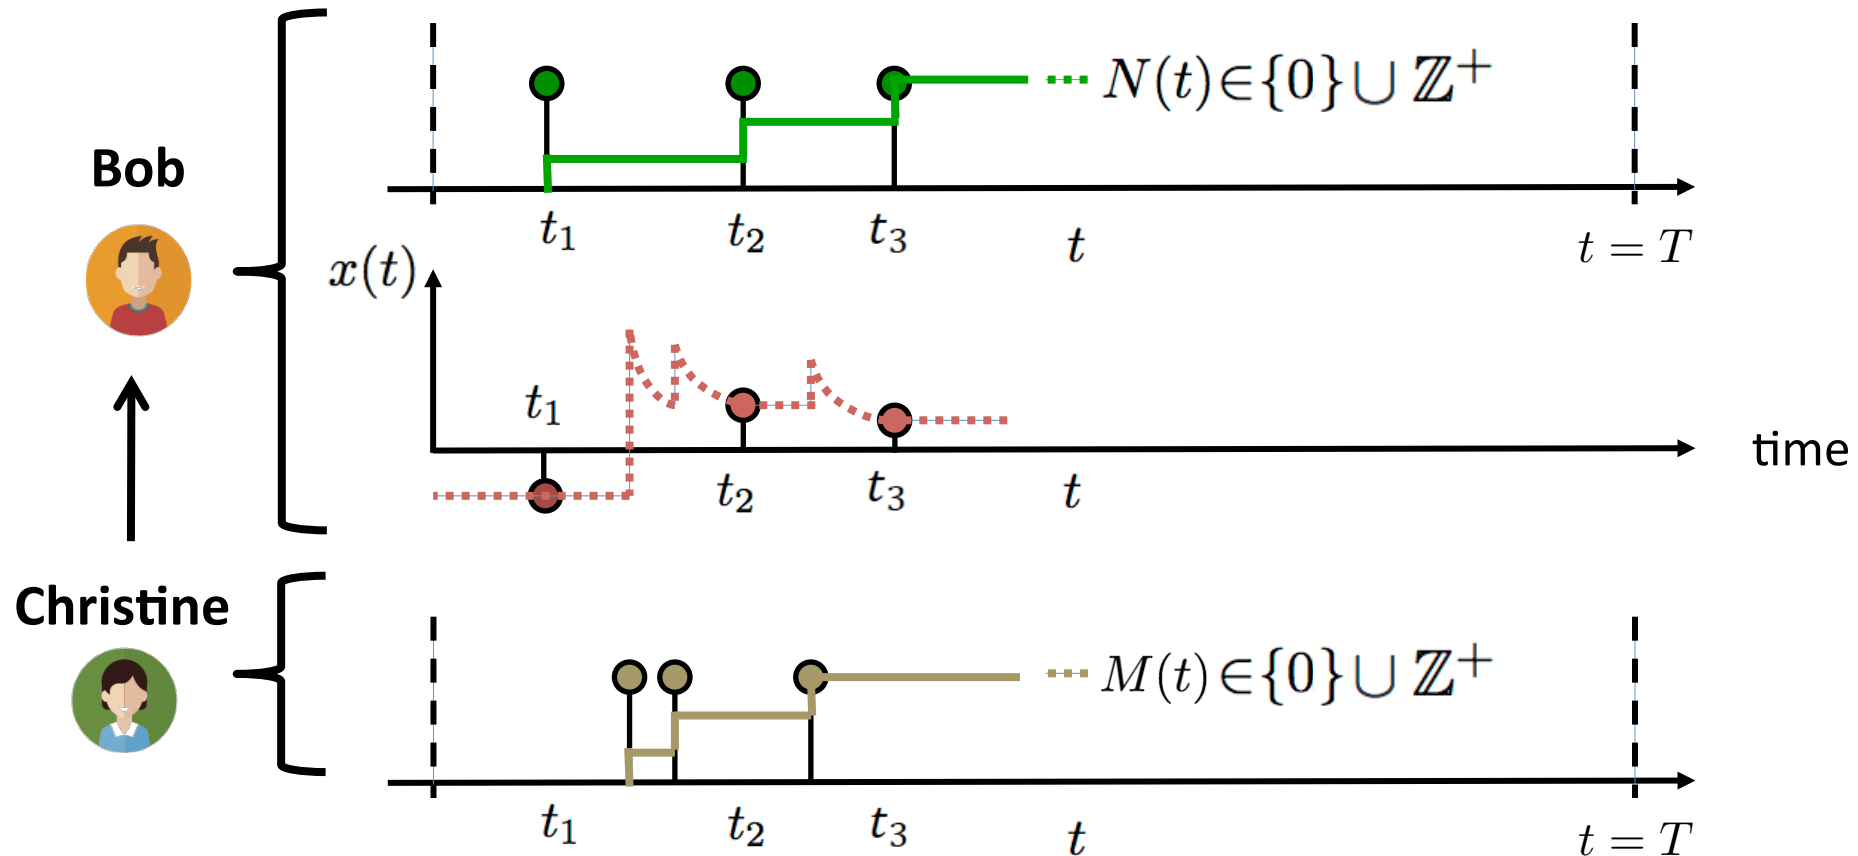 N(t)∈{0}∪ ℤ⁺
Bob
t₁ t₂ t₃ t t = T
x(t)
t₁
time
t₂ t₃ t
Christine
M(t)∈{0}∪ ℤ⁺
t₁ t₂ t₃ t t = T